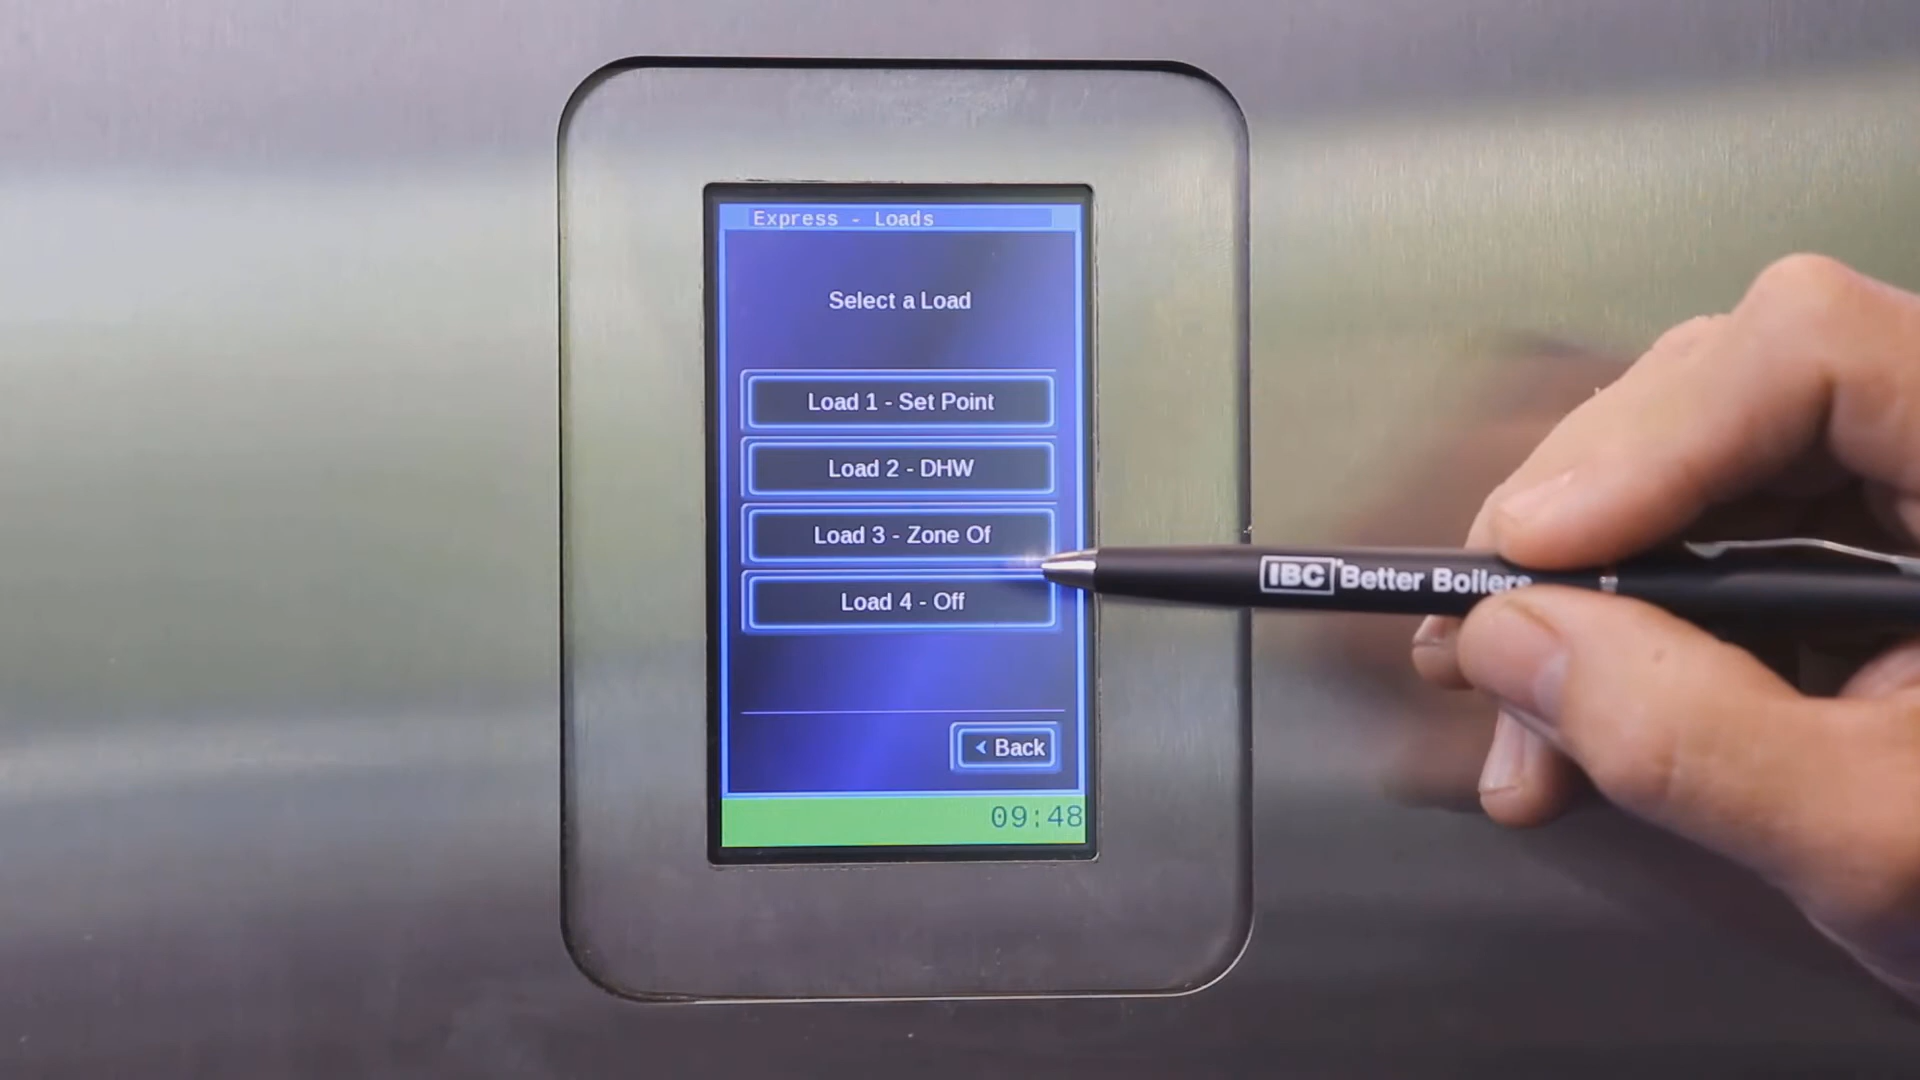 Express - Loads
Select a Load
Load 1 - Set Point
Load 2 - DHW
Load 3 - Zone Of
Load 4 - Off
IBC Better Boilers
Back
09:48